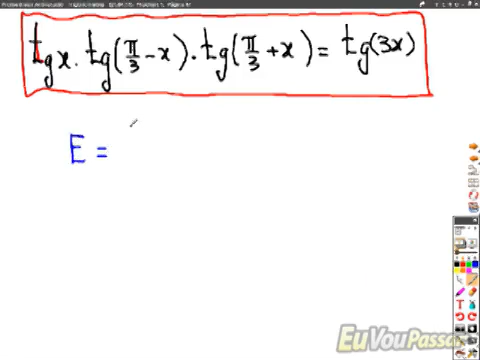 tg x . tg(π/3 - x) . tg(π/3 + x) = tg(3x)
E =
EuVouPassar